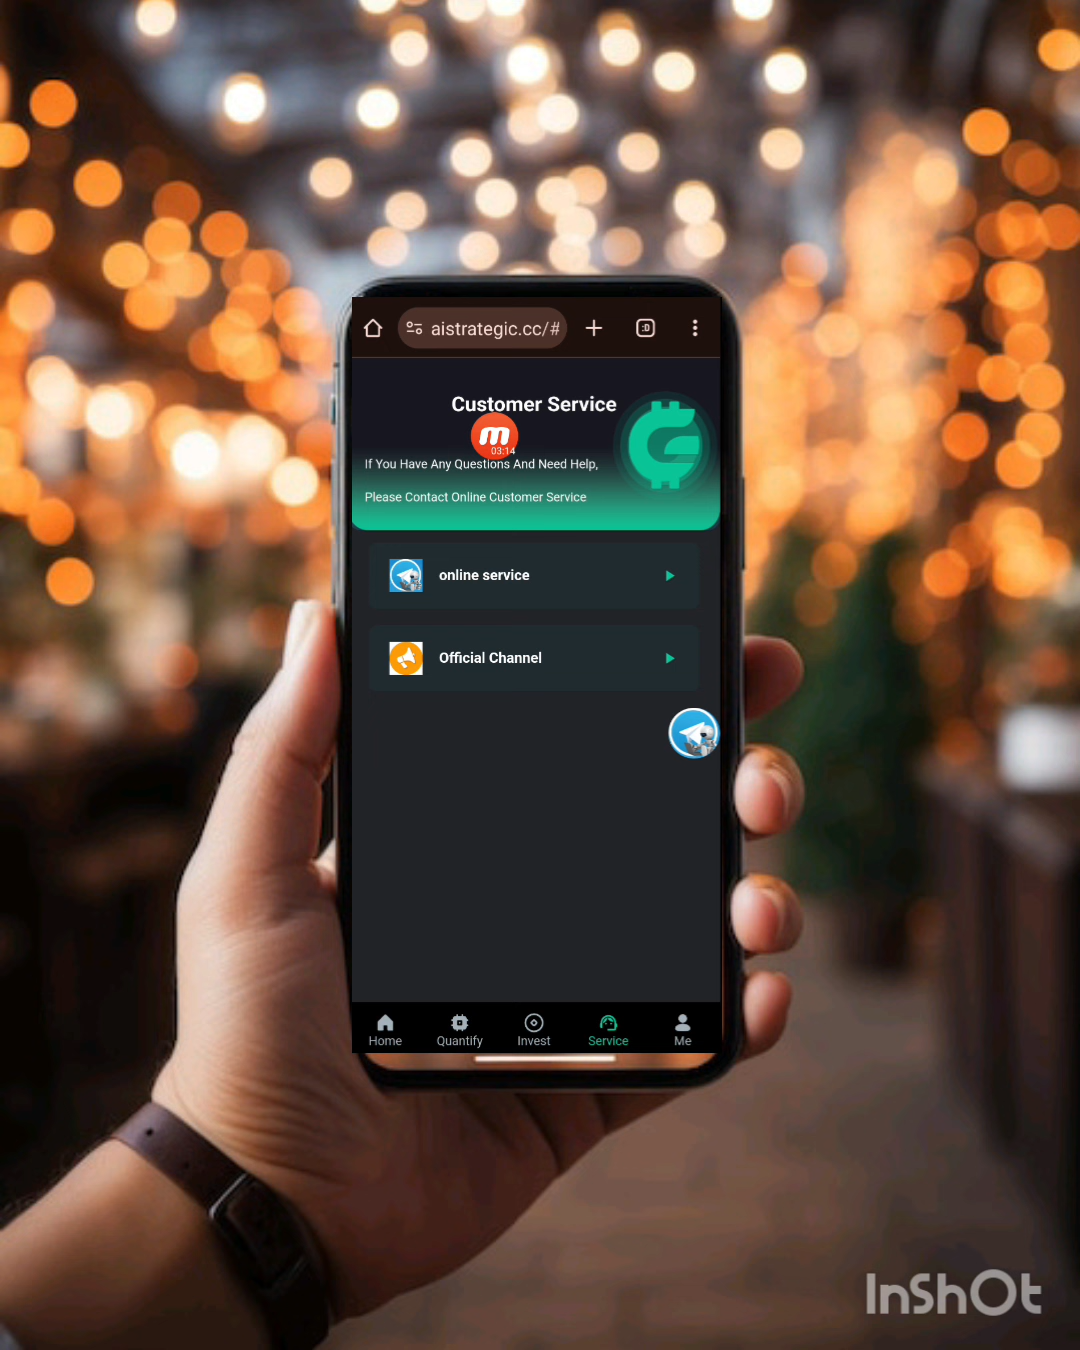 aistrategic.cc/#
:D
Customer Service
m
03:14
If You Have Any Questions And Need Help,
Please Contact Online Customer Service
online service
Official Channel
Home
Quantify
Invest
Service
Me
InShOt